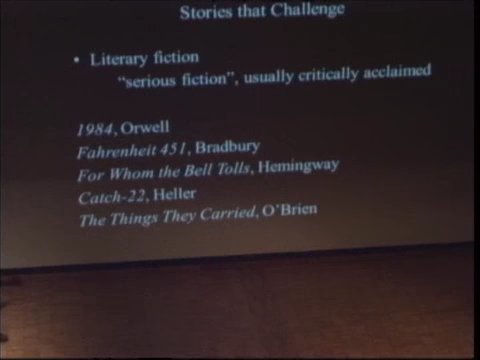 Stories that Challenge
• Literary fiction
“serious fiction”, usually critically acclaimed
1984, Orwell
Fahrenheit 451, Bradbury
For Whom the Bell Tolls, Hemingway
Catch-22, Heller
The Things They Carried, O’Brien